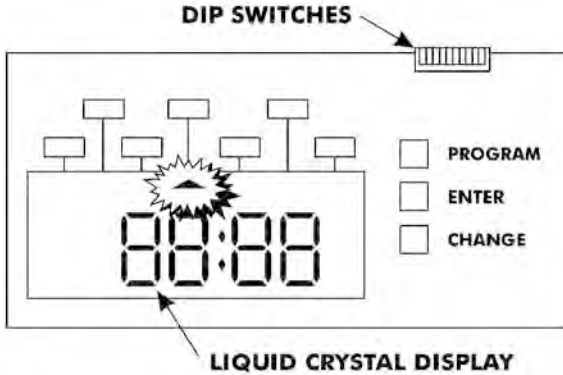 DIP SWITCHES
PROGRAM
ENTER
CHANGE
88:88
LIQUID CRYSTAL DISPLAY